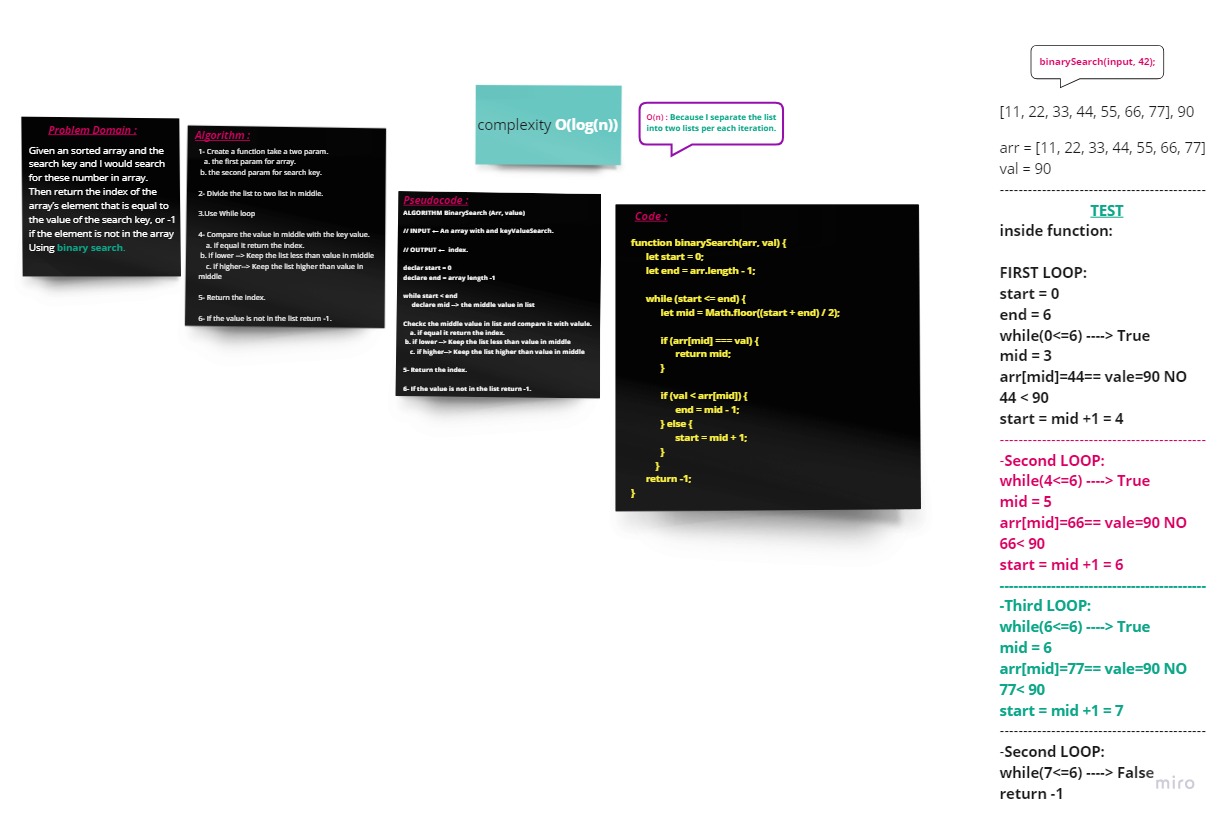 Problem Domain :
Given an sorted array and the
search key and I would search
for these number in array.
Then return the index of the
array's element that is equal to
the value of the search key, or -1
if the element is not in the array
Using binary search.
Algorithm :
1- Create a function take a two param.
a. the first param for array.
b. the second param for search key.
2- Divide the list to two list in middle.
3.Use While loop
4- Compare the value in middle with the key value.
a. If equal it return the index.
b. if lower --> Keep the list less than value in middle
c. if higher--> Keep the list higher than value in
middle
5- Return the index.
6- If the value is not in the list return -1.
complexity O(log(n))
O(n) : Because I separate the list
into two lists per each iteration.
Pseudocode :
ALGORITHM BinarySearch (Arr, value)
// INPUT <-- An array with and keyValueSearch.
// OUTPUT <-- index.
declar start = 0
declare end = array length -1
while start < end
declare mid --> the middle value in list
Checkc the middle value in list and compare it with valule.
a. if equal it return the index.
b. if lower--> Keep the list less than value in middle
c. if higher--> Keep the list higher than value in middle
5- Return the index.
6- If the value is not in the list return -1.
Code :
function binarySearch(arr, val) {
let start = 0;
let end = arr.length - 1;
while (start <= end) {
let mid = Math.floor((start + end) / 2);
if (arr[mid] === val) {
return mid;
}
if (val < arr[mid]) {
end = mid - 1;
} else {
start = mid + 1;
}
}
return -1;
}
binarySearch(input, 42);
[11, 22, 33, 44, 55, 66, 77], 90
arr = [11, 22, 33, 44, 55, 66, 77]
val = 90
--------------------------------------------
TEST
inside function:
FIRST LOOP:
start = 0
end = 6
while(0<=6) ----> True
mid = 3
arr[mid]=44== vale=90 NO
44 < 90
start = mid +1 = 4
--------------------------------------------
-Second LOOP:
while(4<=6) ----> True
mid = 5
arr[mid]=66== vale=90 NO
66< 90
start = mid +1 = 6
--------------------------------------------
-Third LOOP:
while(6<=6) ----> True
mid = 6
arr[mid]=77== vale=90 NO
77< 90
start = mid +1 = 7
--------------------------------------------
-Second LOOP:
while(7<=6) ----> False
return -1
miro